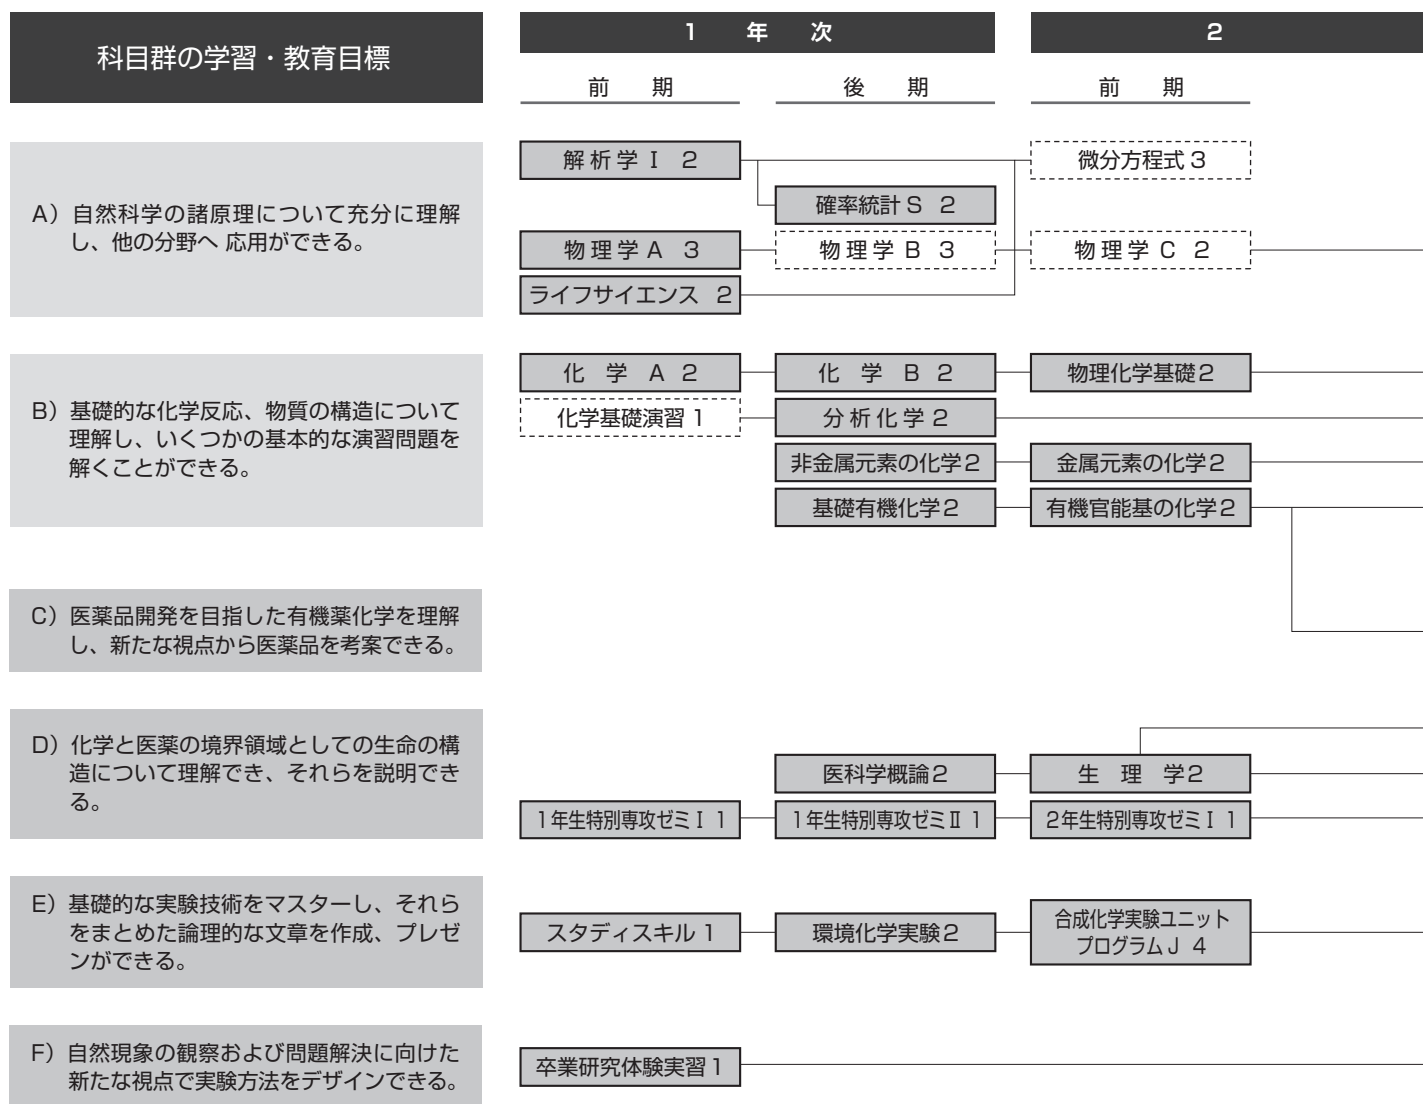 科目群の学習・教育目標
1 年 次
2
前 期
後 期
前 期
A）自然科学の諸原理について充分に理解
し、他の分野へ 応用ができる。
解 析 学 Ⅰ 2
微分方程式 3
確率統計 S 2
物 理 学 A 3
物 理 学 B 3
物 理 学 C 2
ライフサイエンス 2
B）基礎的な化学反応、物質の構造について
理解し、いくつかの基本的な演習問題を
解くことができる。
化 学 A 2
化 学 B 2
物理化学基礎2
化学基礎演習 1
分 析 化 学 2
非金属元素の化学2
金属元素の化学2
基礎有機化学2
有機官能基の化学2
C）医薬品開発を目指した有機薬化学を理解
し、新たな視点から医薬品を考案できる。
D）化学と医薬の境界領域としての生命の構
造について理解でき、それらを説明でき
る。
医科学概論2
生 理 学2
1年生特別専攻ゼミⅠ 1
1年生特別専攻ゼミⅡ 1
2年生特別専攻ゼミⅠ 1
E）基礎的な実験技術をマスターし、それら
をまとめた論理的な文章を作成、プレゼ
ンができる。
スタディスキル 1
環境化学実験2
合成化学実験ユニット
プログラムJ 4
F）自然現象の観察および問題解決に向けた
新たな視点で実験方法をデザインできる。
卒業研究体験実習 1